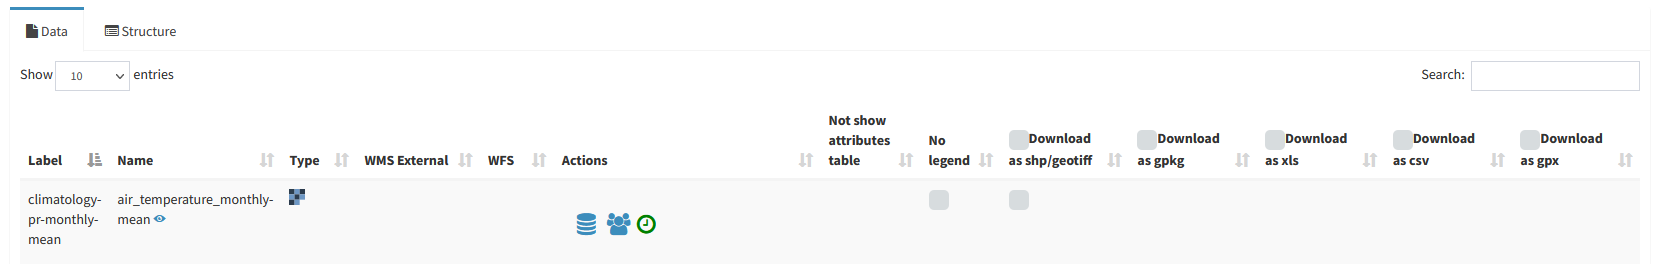 Data Structure
Show 10 entries Search:
Label Name Type WMS External WFS Actions Not show attributes table No legend Download as shp/geotiff Download as gpkg Download as xls Download as csv Download as gpx
climatology-
pr-monthly-
mean
air_temperature_monthly-
mean